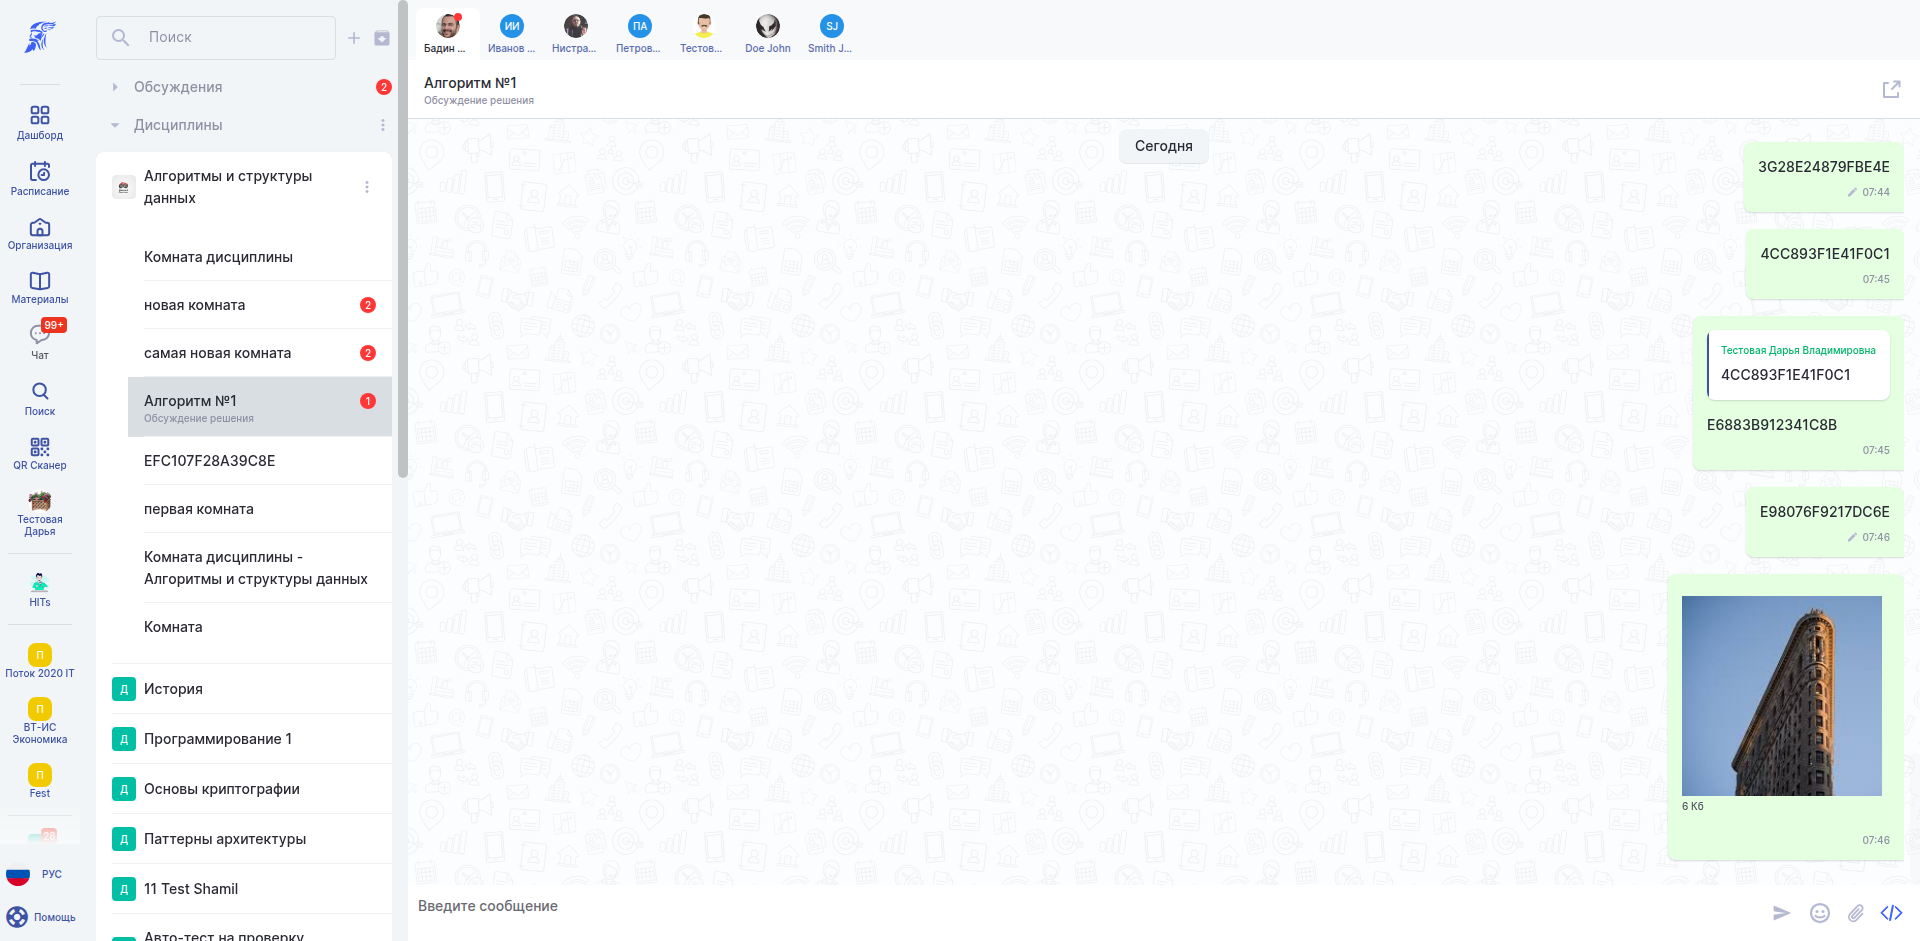 Дашборд
Расписание
Организация
Материалы
99+
Чат
Поиск
QR Сканер
Тестовая
Дарья
HITs
П
Поток 2020 IT
П
ВТ-ИС
Экономика
П
Fest
28
РУС
Помощь
Поиск
Обсуждения
2
Дисциплины
Алгоритмы и структуры
данных
Комната дисциплины
новая комната 2
самая новая комната 2
Алгоритм №1 1
Обсуждение решения
EFC107F28A39C8E
первая комната
Комната дисциплины -
Алгоритмы и структуры данных
Комната
Д История
Д Программирование 1
Д Основы криптографии
Д Паттерны архитектуры
Д 11 Test Shamil
Авто-тест на проверку
Бадин ...
ИИ
Иванов ...
Нистра...
ПА
Петров...
Тестов...
Doe John
SJ
Smith J...
Алгоритм №1
Обсуждение решения
Сегодня
3G28E24879FBE4E
07:44
4CC893F1E41F0C1
07:45
Тестовая Дарья Владимировна
4CC893F1E41F0C1
E6883B912341C8B
07:45
E98076F9217DC6E
07:46
6 Кб
07:46
Введите сообщение